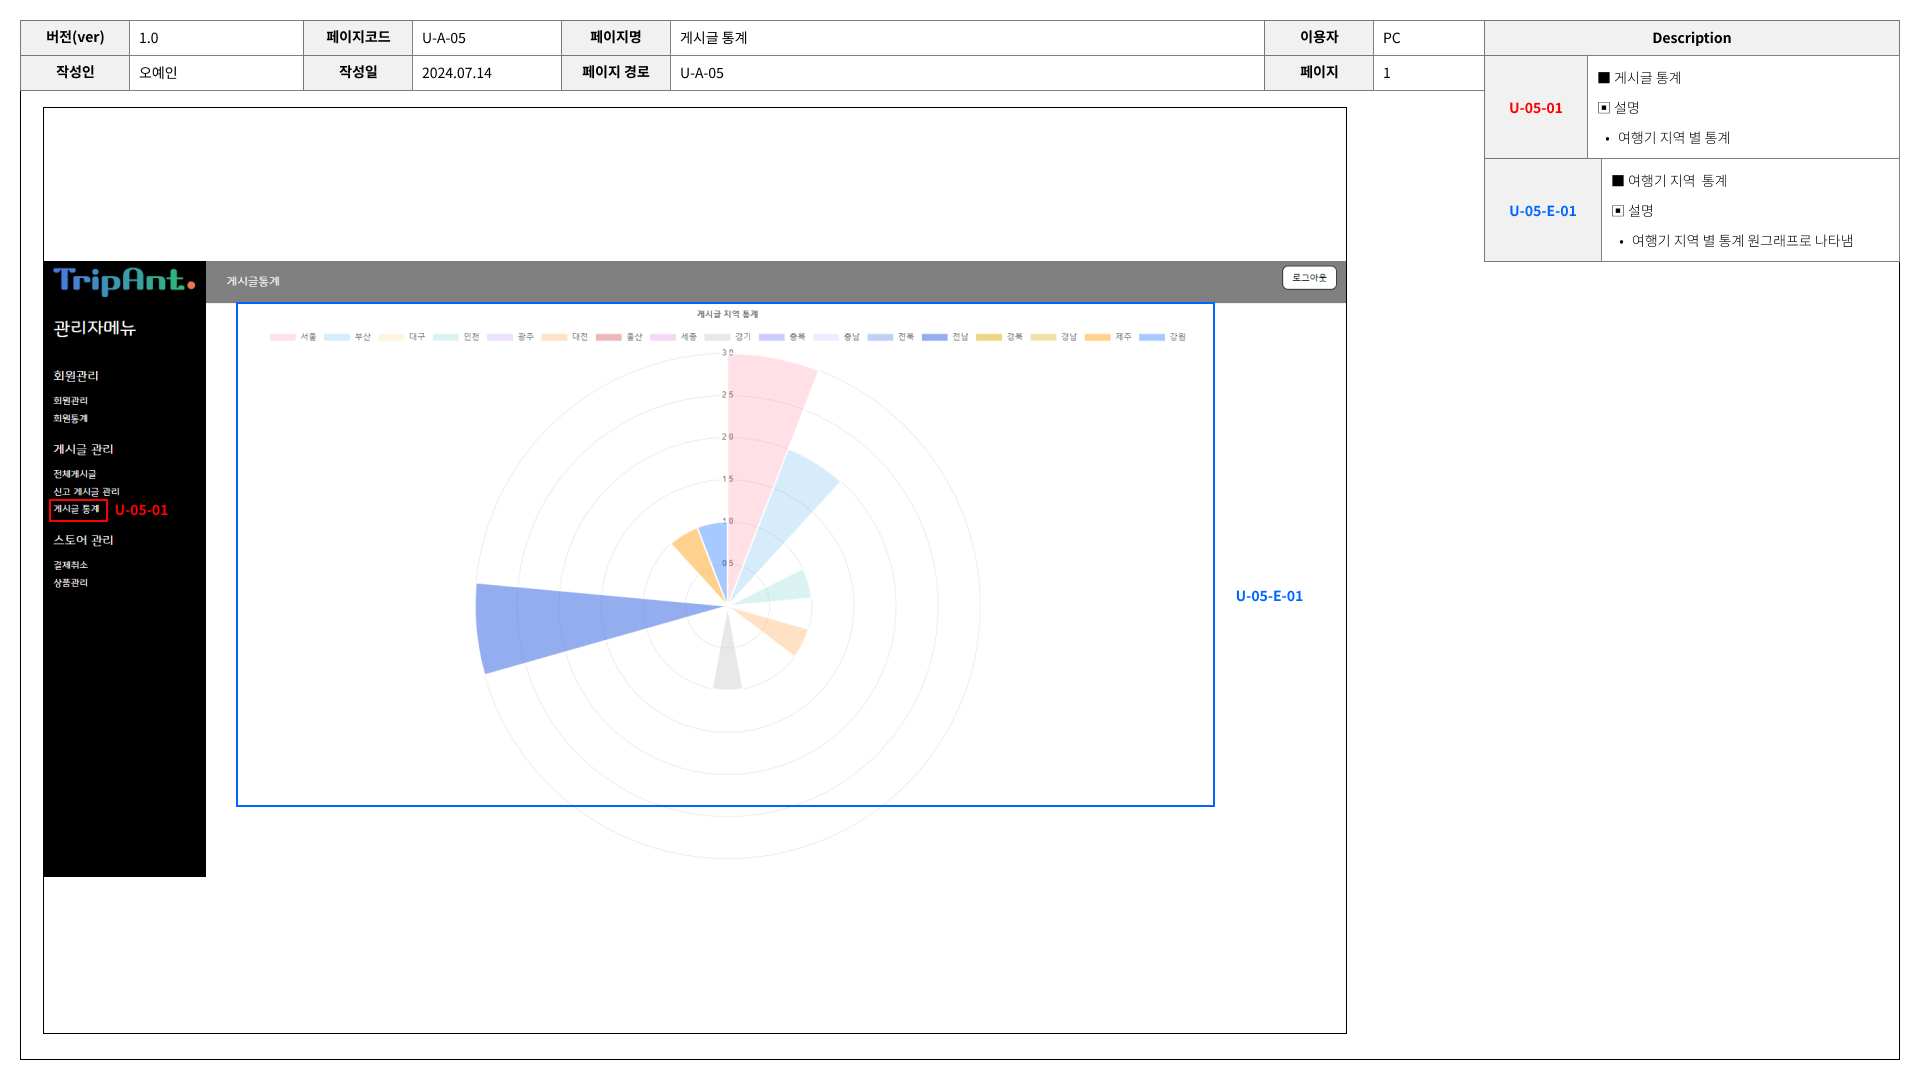 버전(ver) 1.0 페이지코드 U-A-05 페이지명 게시글 통계 이용자 PC Description
작성인 오예인 작성일 2024.07.14 페이지 경로 U-A-05 페이지 1
U-05-01
■ 게시글 통계
▣ 설명
• 여행기 지역 별 통계
U-05-E-01
■ 여행기 지역  통계
▣ 설명
• 여행기 지역 별 통계 원그래프로 나타냄
TripAnt.
게시글통계
로그아웃
관리자메뉴
회원관리
회원관리
회원통계
게시글 관리
전체게시글
신고 게시글 관리
게시글 통계 U-05-01
스토어 관리
결제취소
상품관리
게시글 지역 통계
서울 부산 대구 인천 광주 대전 울산 세종 경기 충북 충남 전북 전남 경북 경남 제주 강원
3.0
2.5
2.0
1.5
1.0
0.5
U-05-E-01